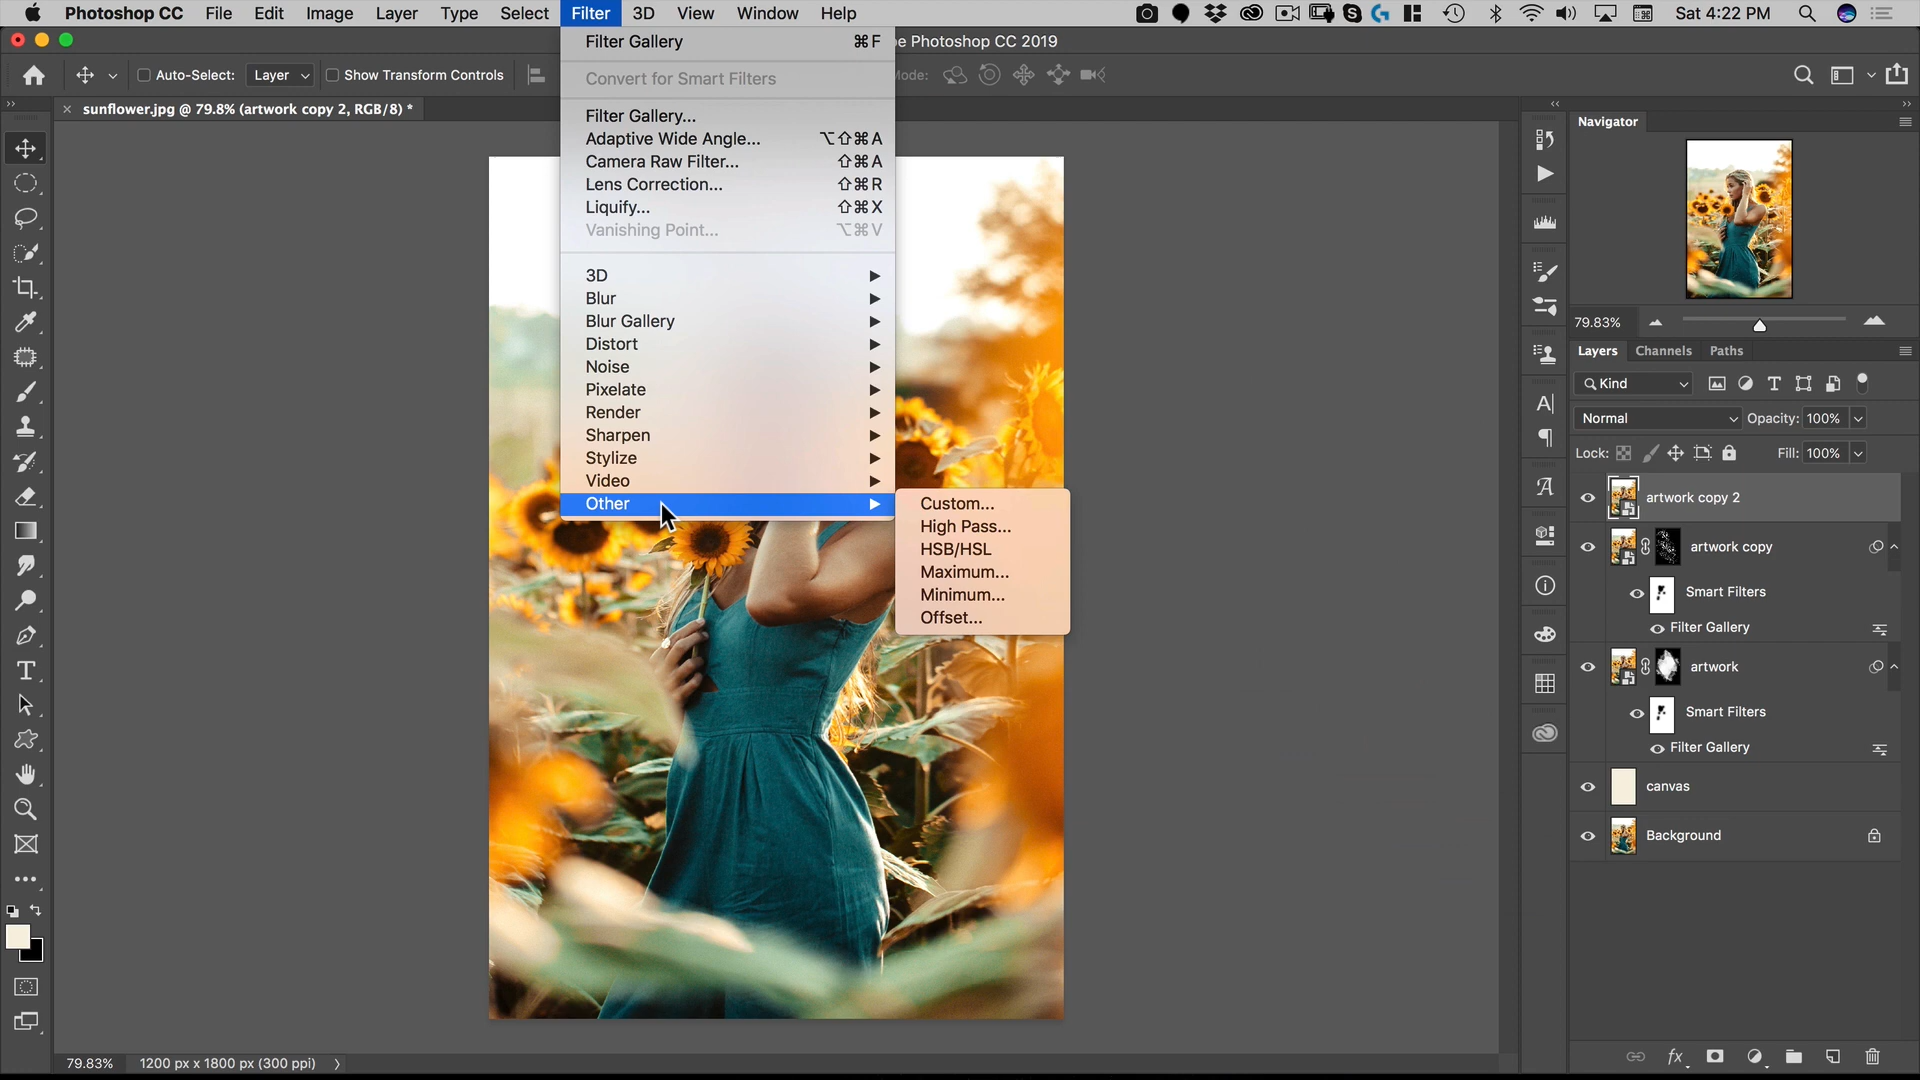 Photoshop CC File Edit Image Layer Type Select Filter 3D View Window Help
Sat 4:22 PM
Filter Gallery ⌘F
e Photoshop CC 2019
Auto-Select: Layer Show Transform Controls
Convert for Smart Filters
Mode:
sunflower.jpg @ 79.8% (artwork copy 2, RGB/8) *
Filter Gallery...
Adaptive Wide Angle... ⌥⇧⌘A
Camera Raw Filter... ⇧⌘A
Lens Correction... ⇧⌘R
Liquify... ⇧⌘X
Vanishing Point... ⌥⌘V
3D
Blur
Blur Gallery
Distort
Noise
Pixelate
Render
Sharpen
Stylize
Video
Other
Custom...
High Pass...
HSB/HSL
Maximum...
Minimum...
Offset...
Navigator
79.83%
Layers Channels Paths
Kind
Normal Opacity: 100%
Lock: Fill: 100%
artwork copy 2
artwork copy
Smart Filters
Filter Gallery
artwork
Smart Filters
Filter Gallery
canvas
Background
fx
79.83% 1200 px x 1800 px (300 ppi)